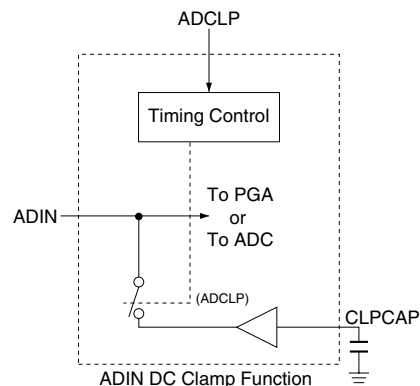 ADCLP
Timing Control
To PGA
or
To ADC
ADIN
(ADCLP)
CLPCAP
ADIN DC Clamp Function